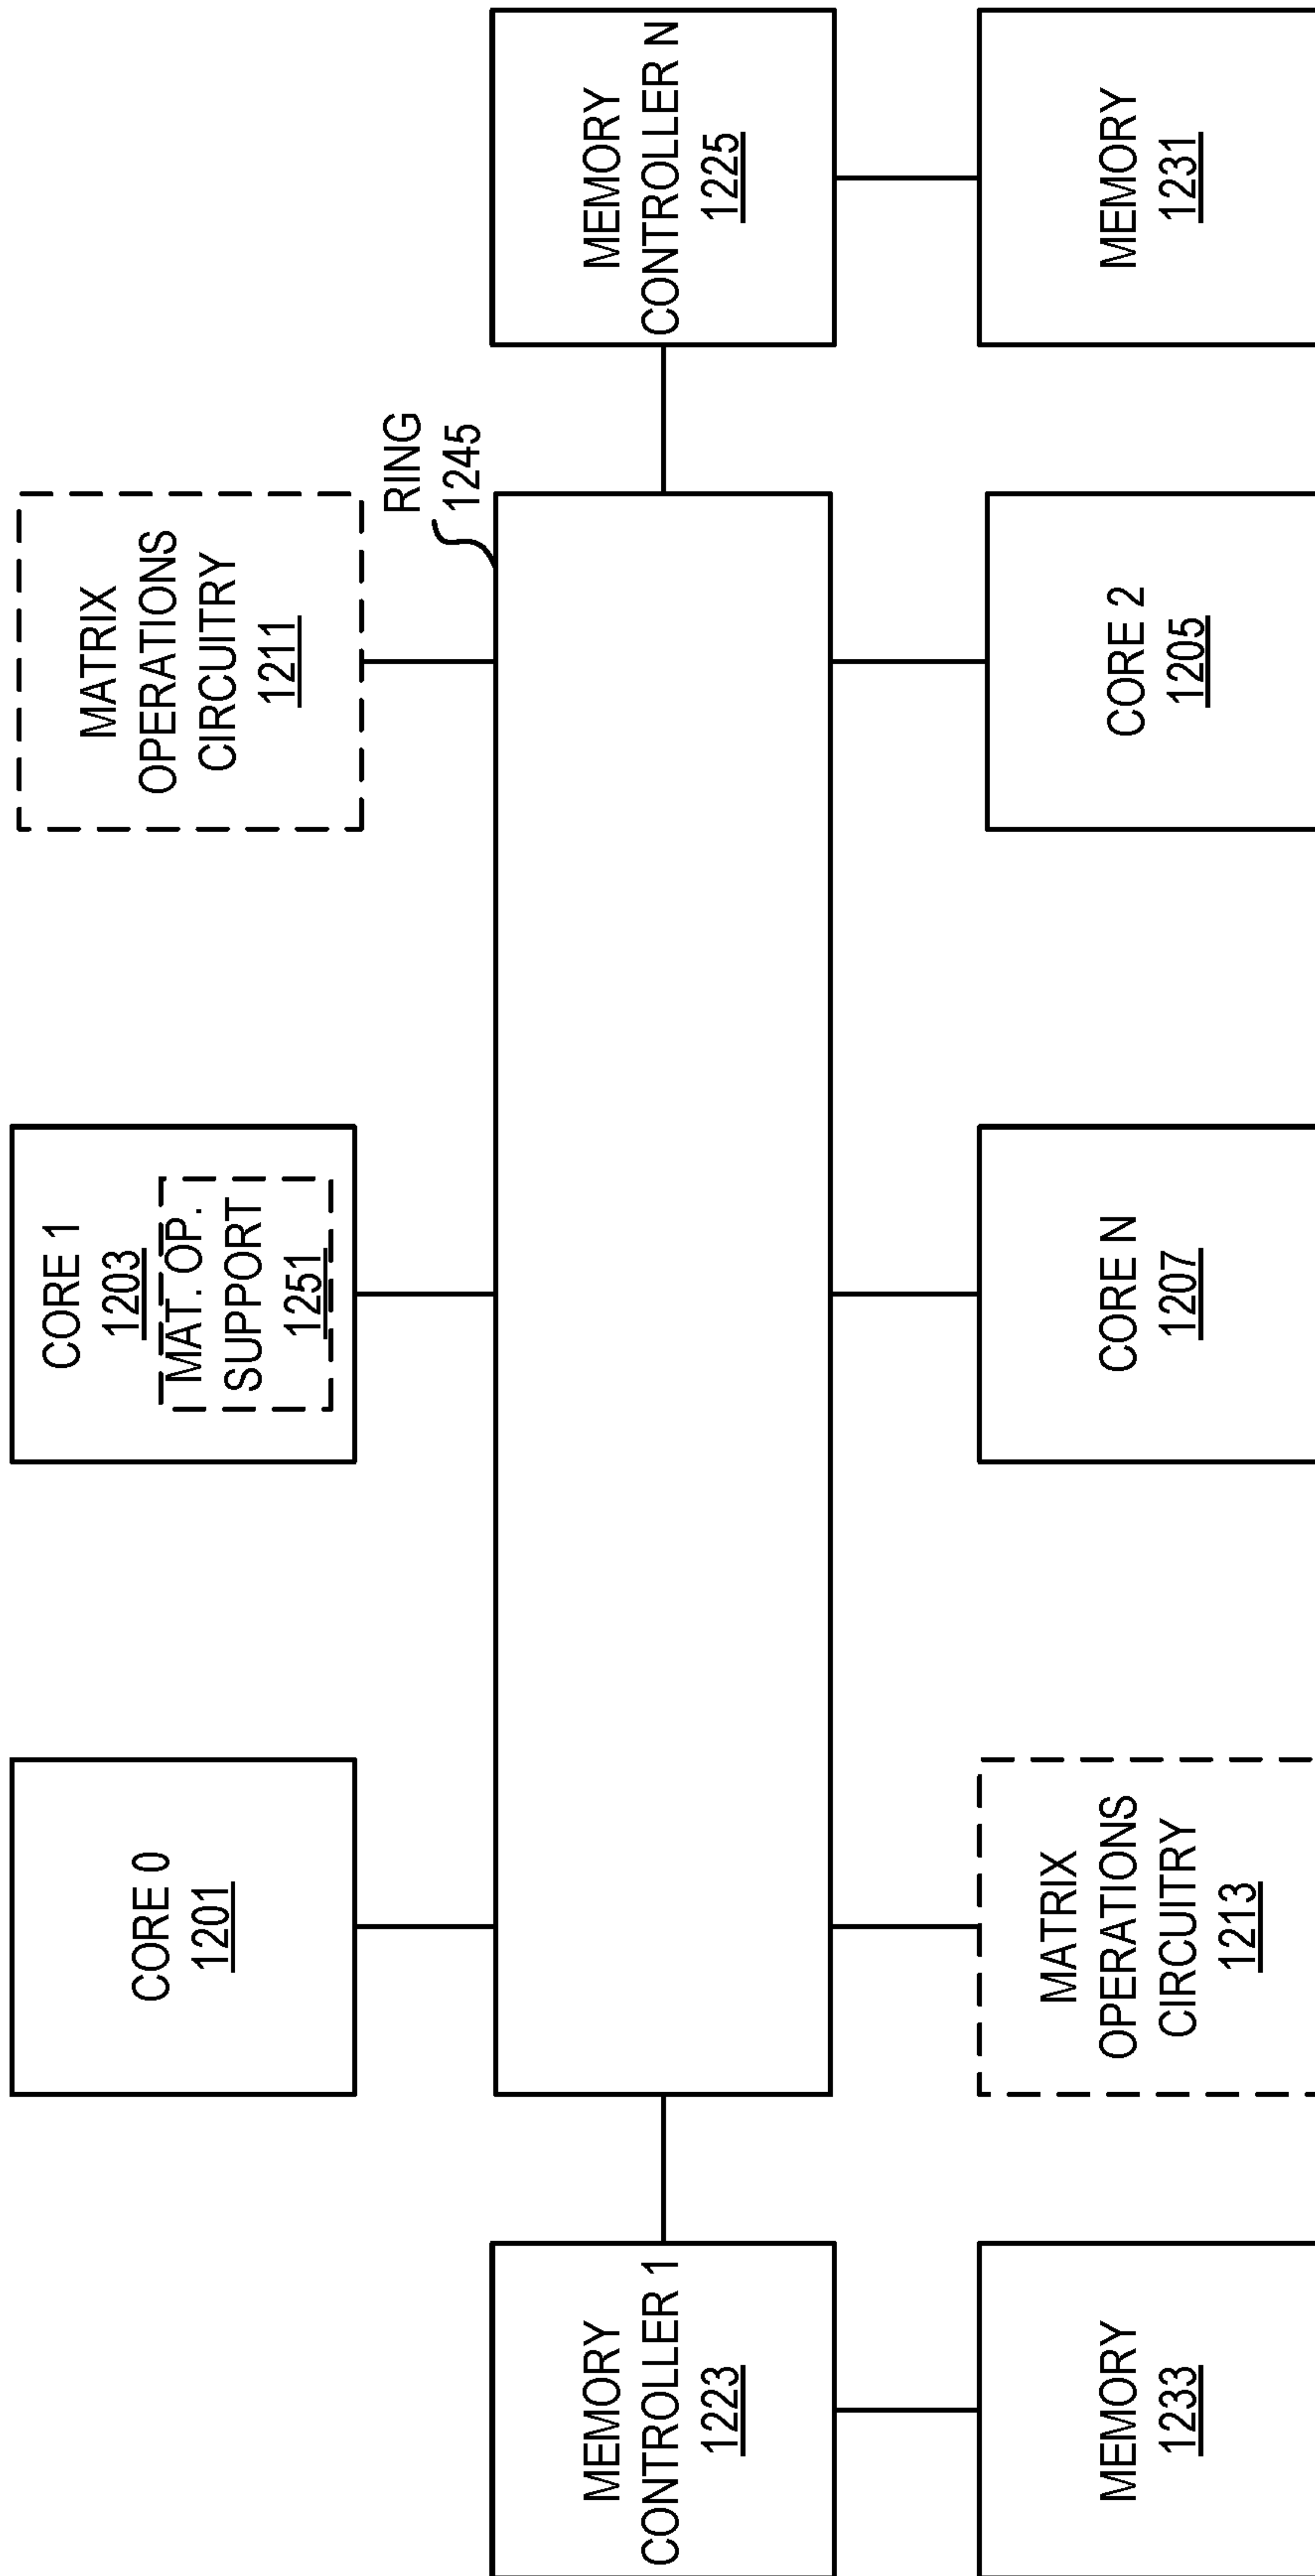 CORE 0
1201
CORE 1
1203
MAT. OP.
SUPPORT
1251
MATRIX
OPERATIONS
CIRCUITRY
1211
RING
1245
MEMORY
CONTROLLER 1
1223
MEMORY
CONTROLLER N
1225
MEMORY
1233
MATRIX
OPERATIONS
CIRCUITRY
1213
CORE N
1207
CORE 2
1205
MEMORY
1231